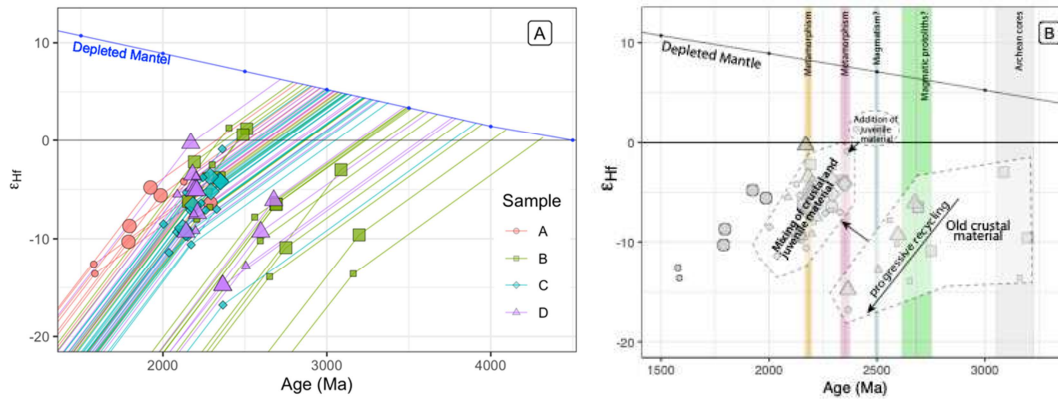 A
Depleted Mantel
10
0
-10
-20
εHf
2000
3000
4000
Age (Ma)
Sample
A
B
C
D
B
Metamorphism
Metamorphism
Magmatism?
Magmatic protoliths?
Archean cores
Depleted Mantle
10
0
-10
-20
εHf
Addition of
juvenile material
Mixing of crustal and
juvenile material
progressive recycling
Old crustal
material
1500
2000
2500
3000
Age (Ma)